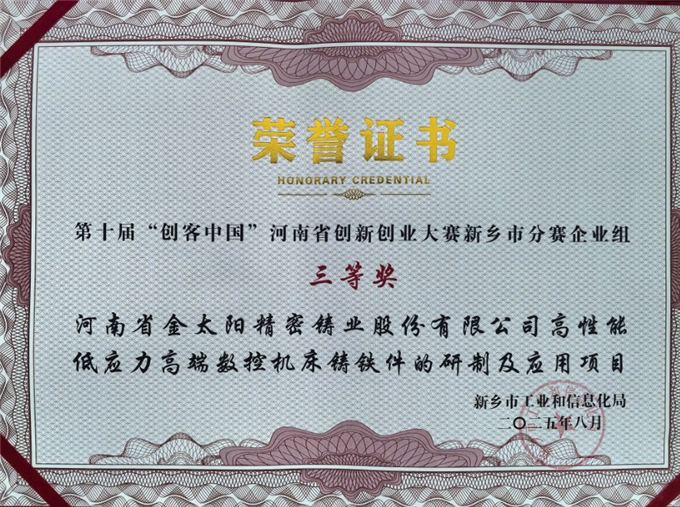 荣誉证书
HONORARY CREDENTIAL
第十届“创客中国”河南省创新创业大赛新乡市分赛企业组
三等奖
河南省金太阳精密铸业股份有限公司高性能
低应力高端数控机床铸铁件的研制及应用项目
新乡市工业和信息化局
二〇二五年八月